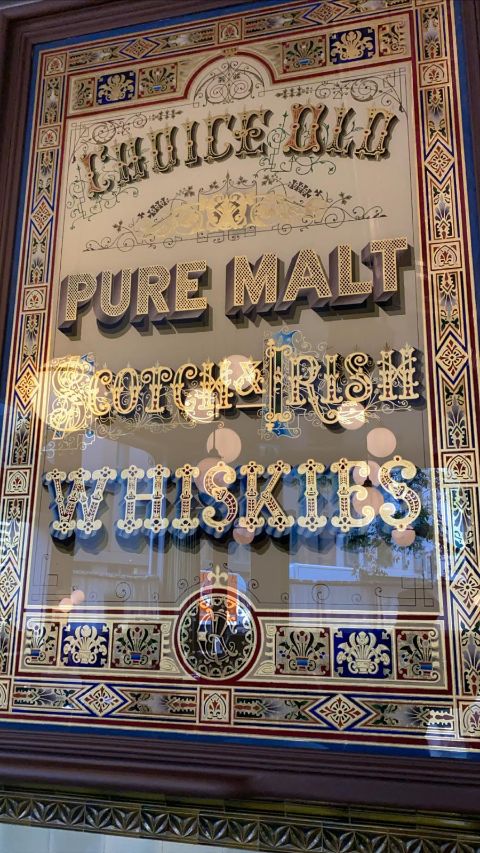 CHOICE OLD
PURE MALT
SCOTCH & IRISH
WHISKIES